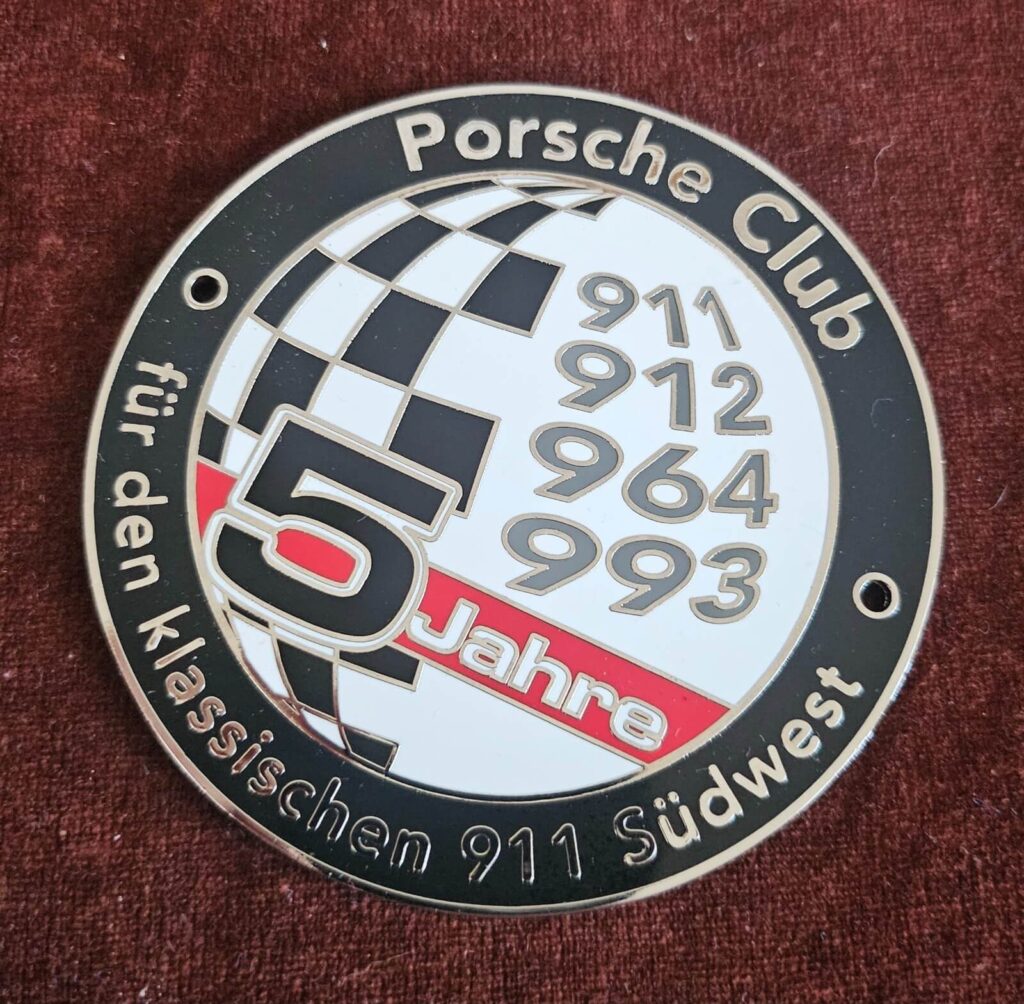 Porsche Club
911
912
964
993
5 Jahre
für den klassischen 911 Südwest